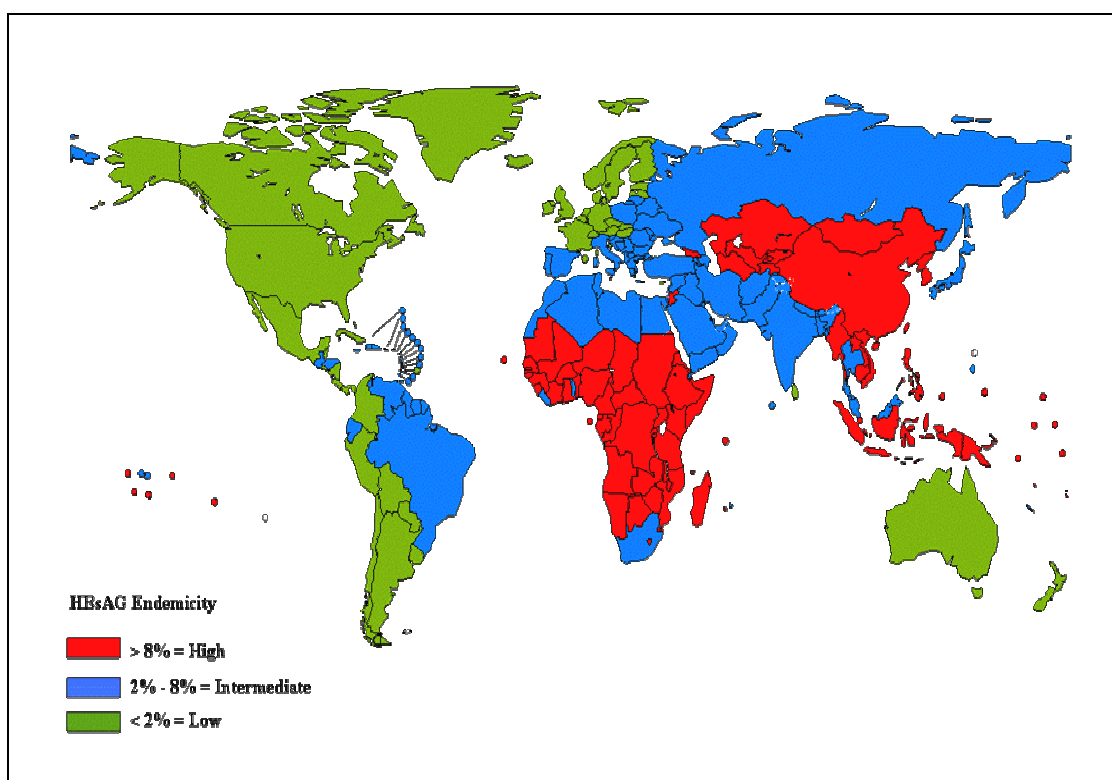 HBsAG Endemicity
> 8% = High
2% - 8% = Intermediate
< 2% = Low